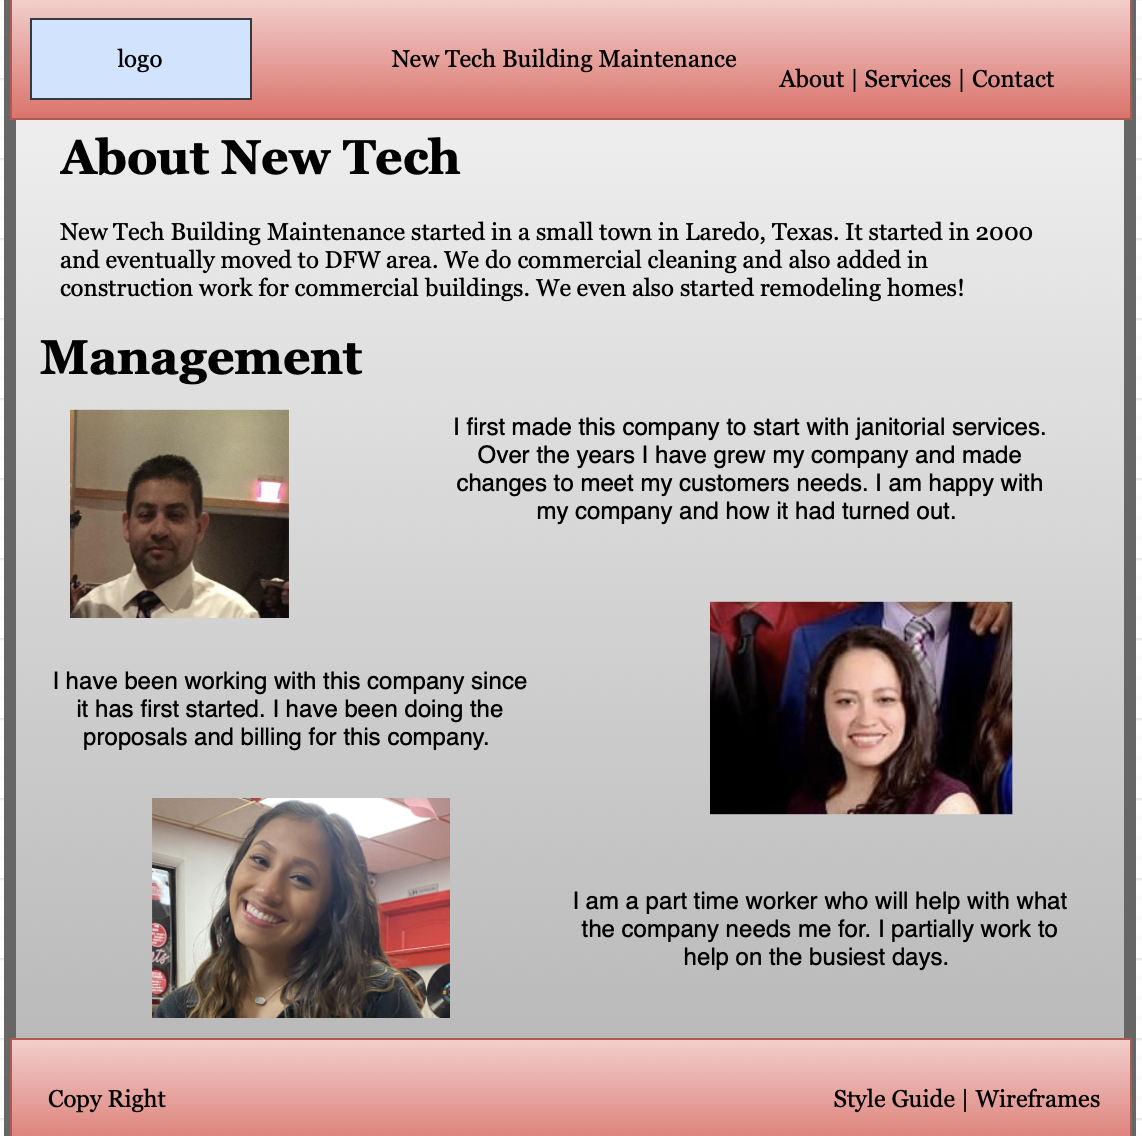 logo
New Tech Building Maintenance
About | Services | Contact
About New Tech
New Tech Building Maintenance started in a small town in Laredo, Texas. It started in 2000
and eventually moved to DFW area. We do commercial cleaning and also added in
construction work for commercial buildings. We even also started remodeling homes!
Management
I first made this company to start with janitorial services.
Over the years I have grew my company and made
changes to meet my customers needs. I am happy with
my company and how it had turned out.
I have been working with this company since
it has first started. I have been doing the
proposals and billing for this company.
I am a part time worker who will help with what
the company needs me for. I partially work to
help on the busiest days.
Copy Right
Style Guide | Wireframes